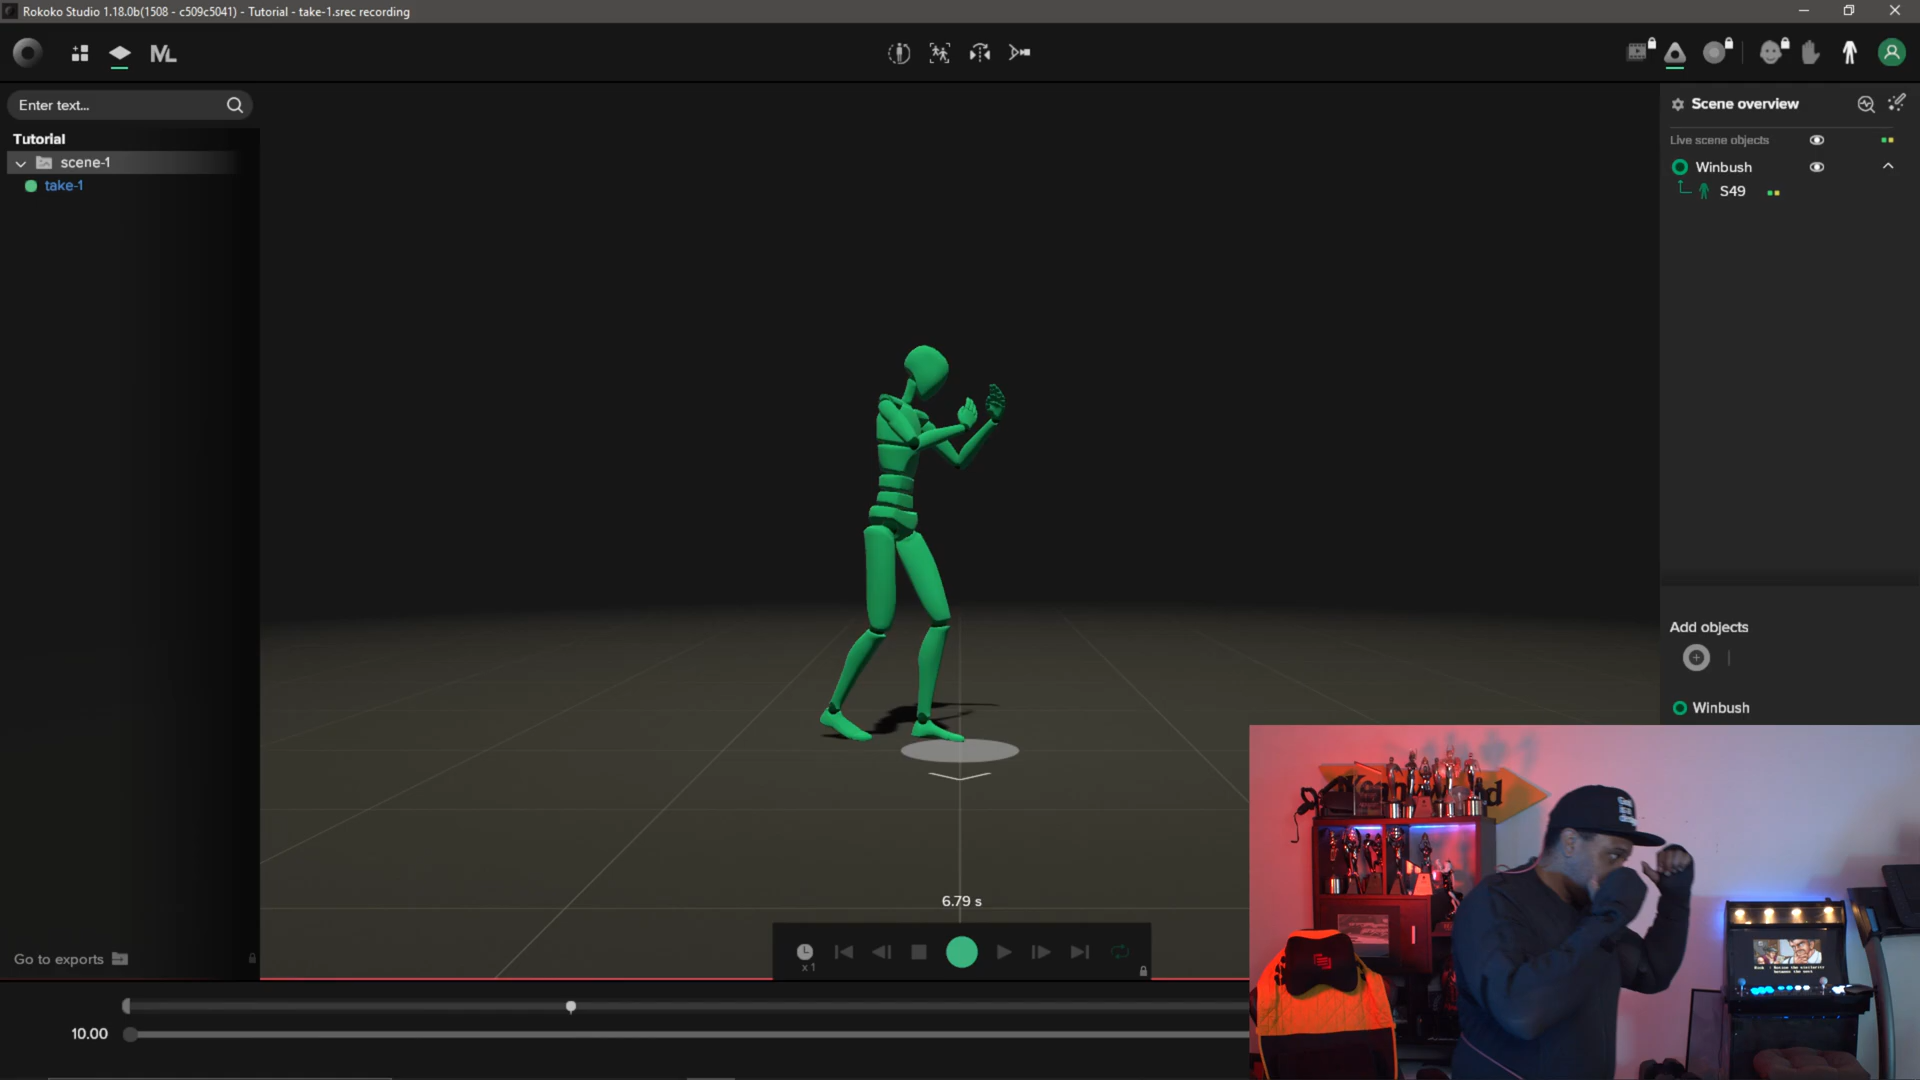 Rokoko Studio 1.18.0b(1508 - c509c5041) - Tutorial - take-1.srec recording
ML
Enter text...
Tutorial
scene-1
take-1
Scene overview
Live scene objects
Winbush
S49
Add objects
Winbush
6.79 s
x1
Go to exports
10.00